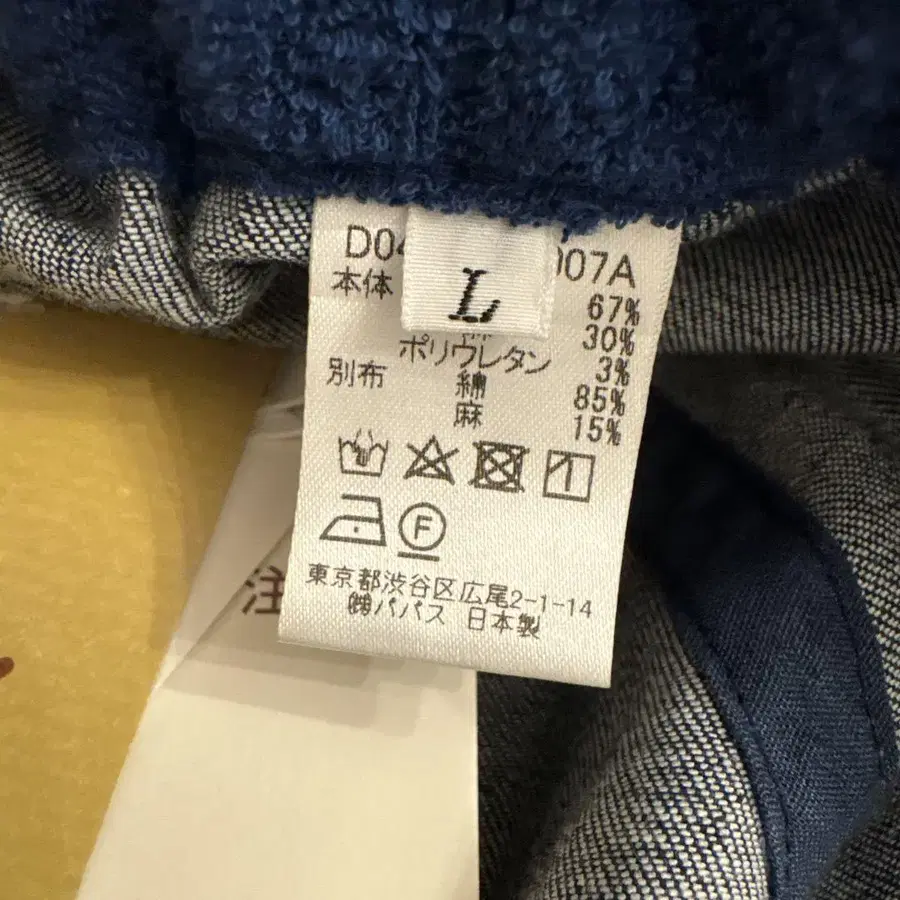 D04 007A
L
本体 67%
30%
ポリウレタン 3%
別布 綿 85%
麻 15%
F
東京都渋谷区広尾2-1-14
㈱パパス 日本製
注